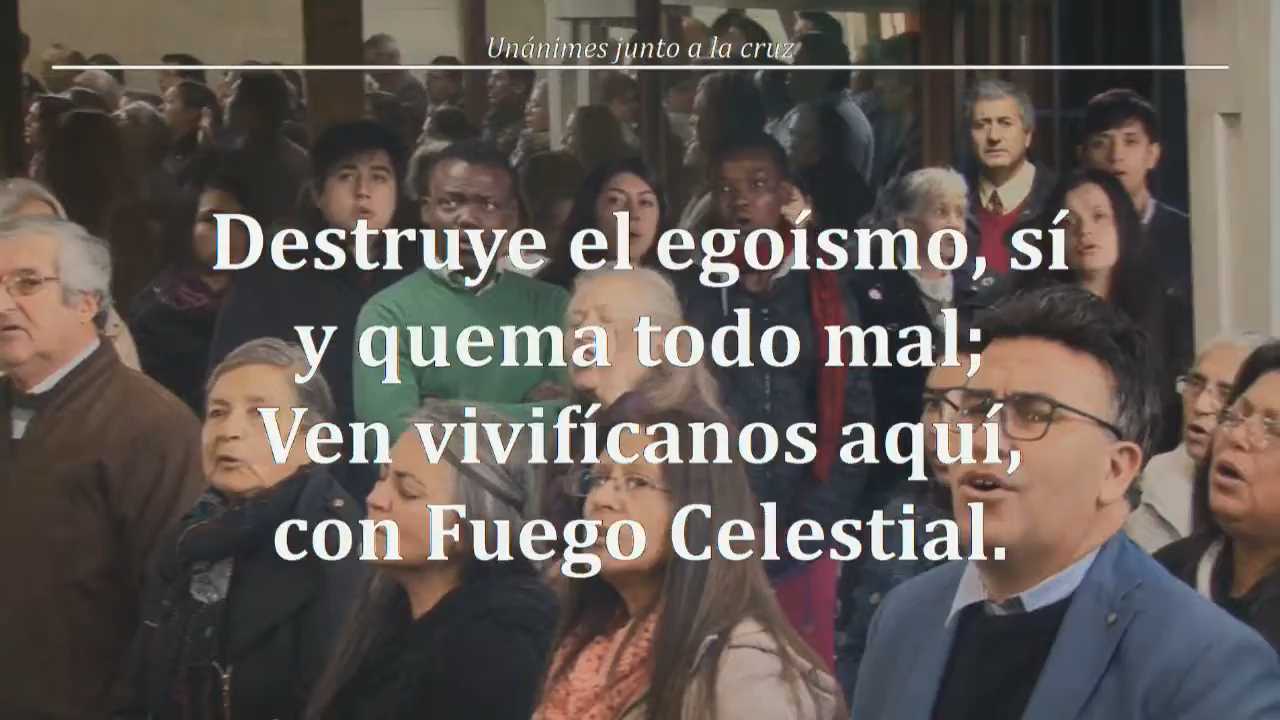 Unánimes junto a la cruz
Destruye el egoísmo, sí
y quema todo mal;
Ven vivifícanos aquí,
con Fuego Celestial.